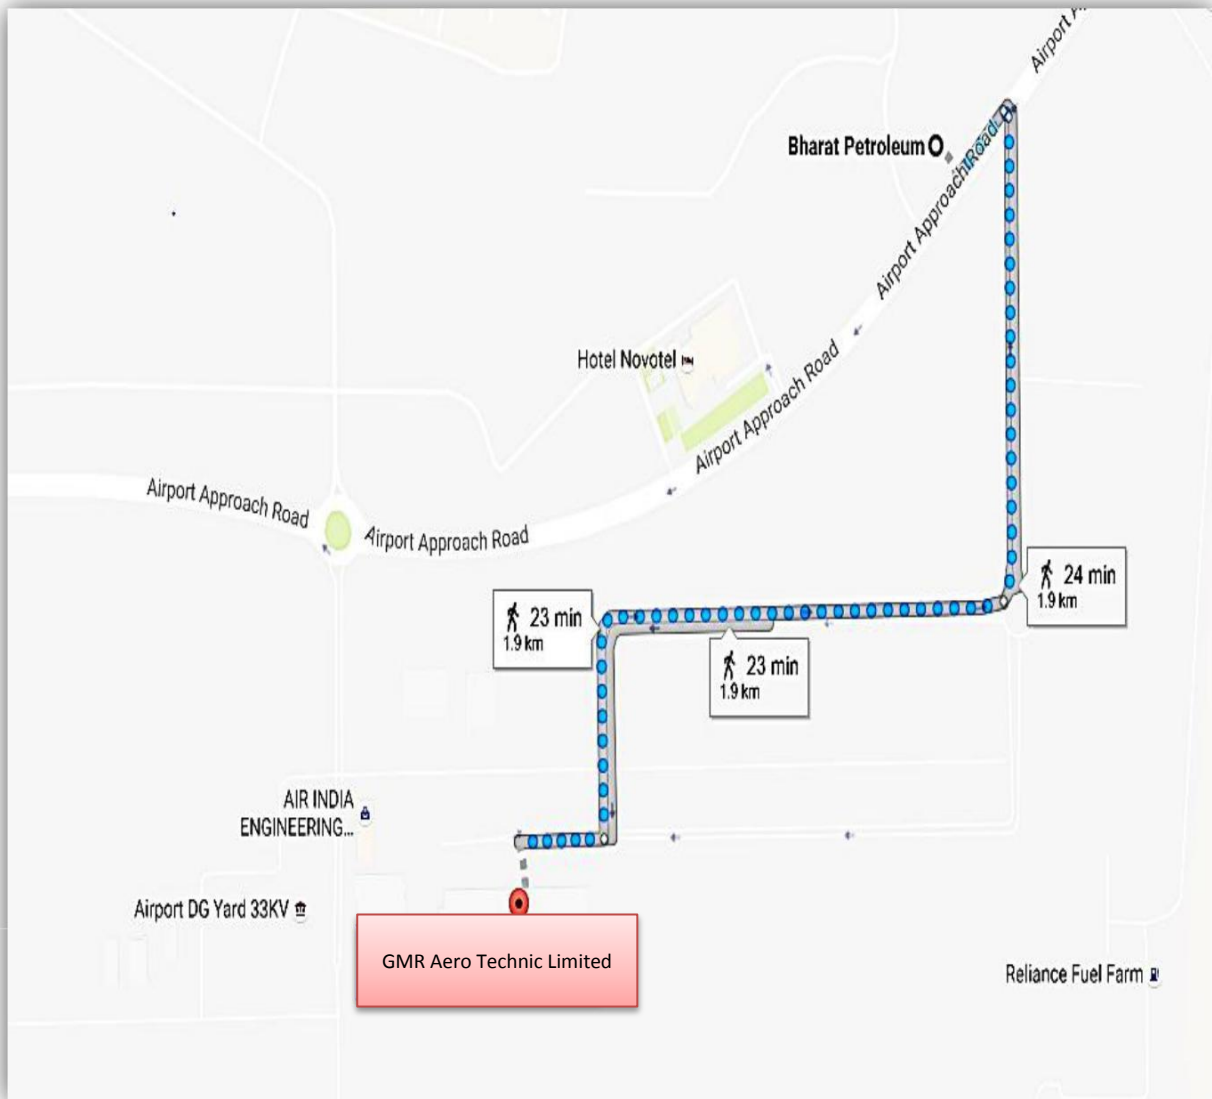 Airport A
Bharat Petroleum
Airport Approach Road
Hotel Novotel
Airport Approach Road
Airport Approach Road
Airport Approach Road
24 min
1.9 km
23 min
1.9 km
23 min
1.9 km
AIR INDIA
ENGINEERING...
Airport DG Yard 33KV
GMR Aero Technic Limited
Reliance Fuel Farm